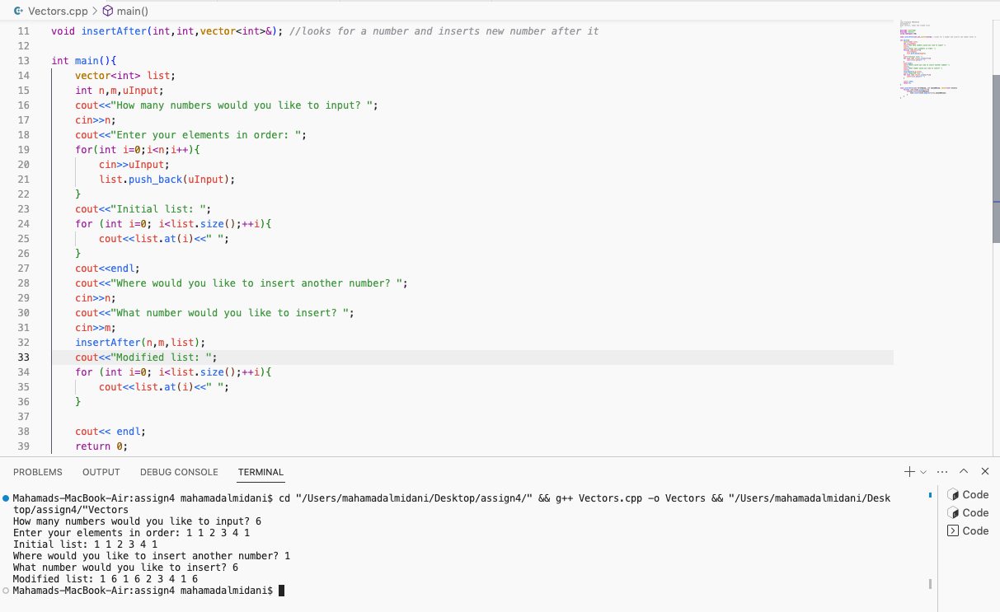 Vectors.cpp > main()
11 void insertAfter(int,int,vector<int>&); //looks for a number and inserts new number after it
12
13 int main(){
14 vector<int> list;
15 int n,m,uInput;
16 cout<<"How many numbers would you like to input? ";
17 cin>>n;
18 cout<<"Enter your elements in order: ";
19 for(int i=0;i<n;i++){
20 cin>>uInput;
21 list.push_back(uInput);
22 }
23 cout<<"Initial list: ";
24 for (int i=0; i<list.size();++i){
25 cout<<list.at(i)<<" ";
26 }
27 cout<<endl;
28 cout<<"Where would you like to insert another number? ";
29 cin>>n;
30 cout<<"What number would you like to insert? ";
31 cin>>m;
32 insertAfter(n,m,list);
33 cout<<"Modified list: ";
34 for (int i=0; i<list.size();++i){
35 cout<<list.at(i)<<" ";
36 }
37
38 cout<< endl;
39 return 0;
PROBLEMS OUTPUT DEBUG CONSOLE TERMINAL
Mahamads-MacBook-Air:assign4 mahamadalmidani$ cd "/Users/mahamadalmidani/Desktop/assign4/" && g++ Vectors.cpp -o Vectors && "/Users/mahamadalmidani/Desk
top/assign4/"Vectors
How many numbers would you like to input? 6
Enter your elements in order: 1 1 2 3 4 1
Initial list: 1 1 2 3 4 1
Where would you like to insert another number? 1
What number would you like to insert? 6
Modified list: 1 6 1 6 2 3 4 1 6
Mahamads-MacBook-Air:assign4 mahamadalmidani$
Code
Code
Code